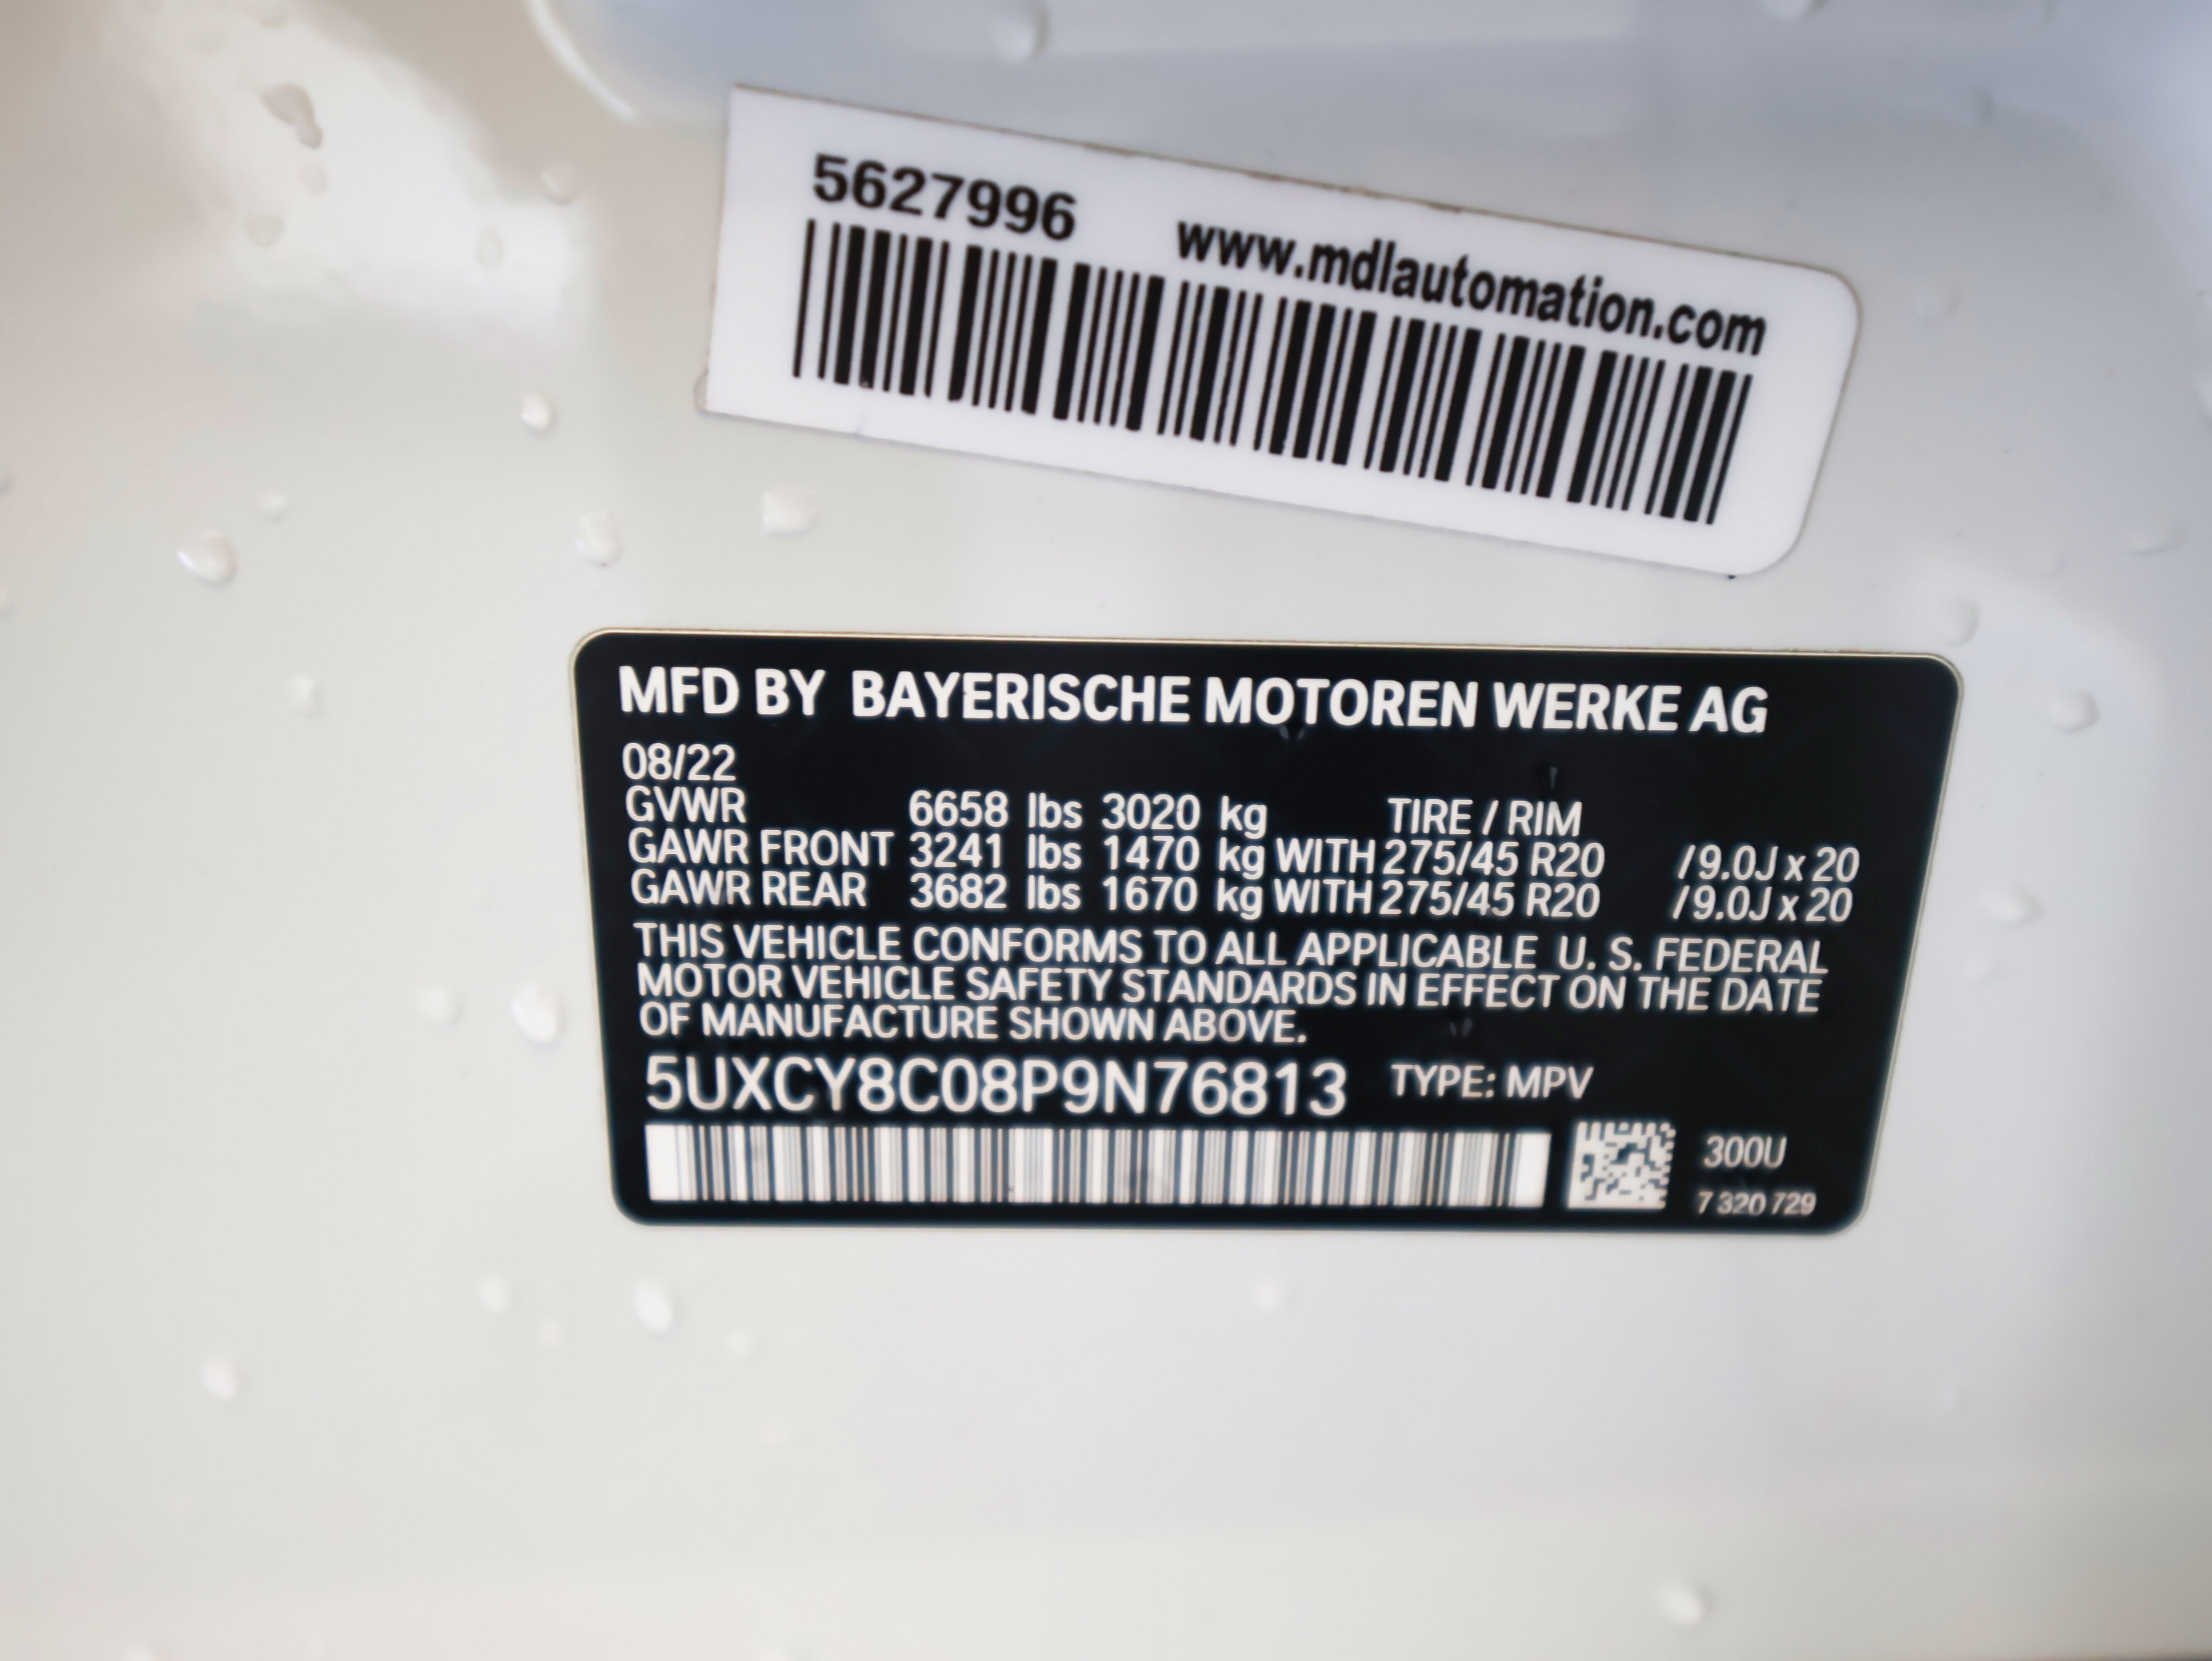 5627996
www.mdlautomation.com
MFD BY BAYERISCHE MOTOREN WERKE AG
08/22
GVWR 6658 lbs 3020 kg TIRE / RIM
GAWR FRONT 3241 lbs 1470 kg WITH 275/45 R20 /9.0J x 20
GAWR REAR 3682 lbs 1670 kg WITH 275/45 R20 /9.0J x 20
THIS VEHICLE CONFORMS TO ALL APPLICABLE U. S. FEDERAL
MOTOR VEHICLE SAFETY STANDARDS IN EFFECT ON THE DATE
OF MANUFACTURE SHOWN ABOVE.
5UXCY8C08P9N76813 TYPE: MPV
300U
7 320 729